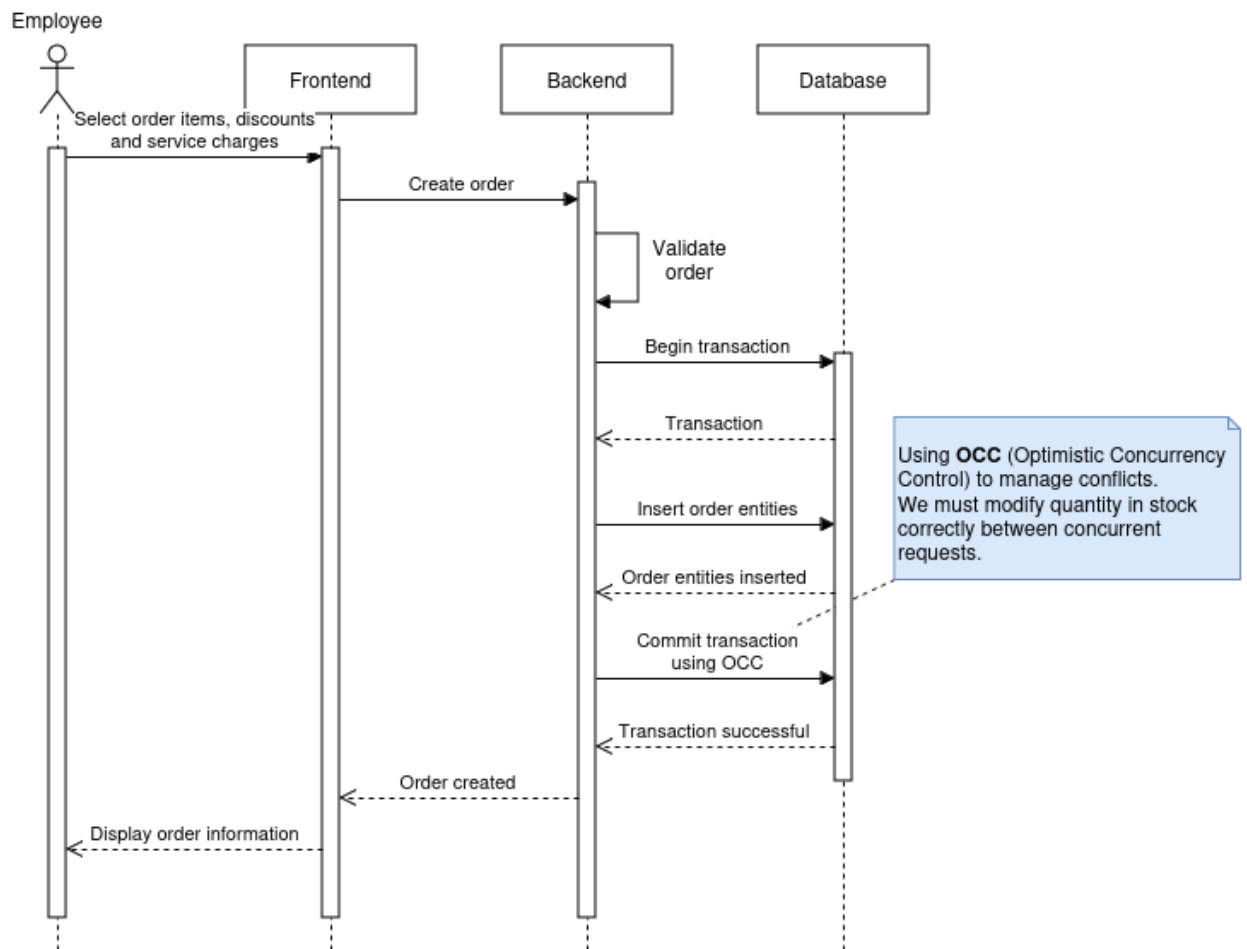 Employee
Frontend
Backend
Database
Select order items, discounts
and service charges
Create order
Validate
order
Begin transaction
Transaction
Using OCC (Optimistic Concurrency
Control) to manage conflicts.
We must modify quantity in stock
correctly between concurrent
requests.
Insert order entities
Order entities inserted
Commit transaction
using OCC
Transaction successful
Order created
Display order information